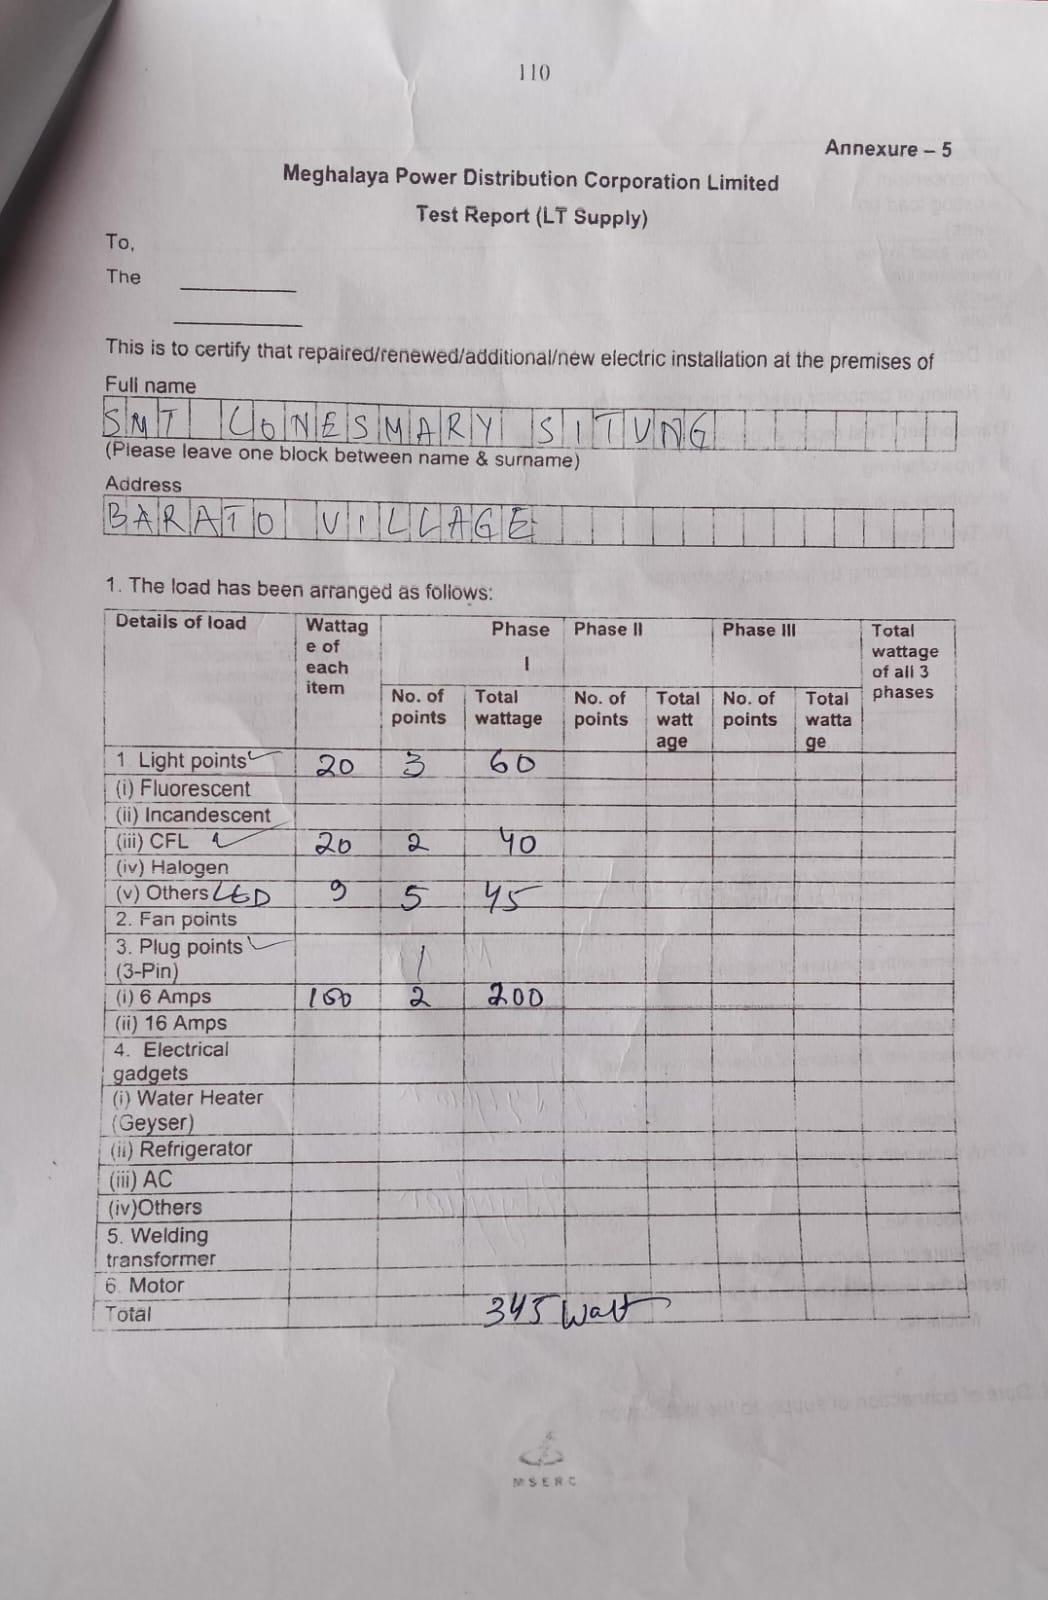 110
Annexure – 5
Meghalaya Power Distribution Corporation Limited
Test Report (LT Supply)
To,
The
This is to certify that repaired/renewed/additional/new electric installation at the premises of
Full name
SMT LONESMARY SITUNG
(Please leave one block between name & surname)
Address
BARATO VILLAGE
1. The load has been arranged as follows:
Details of load Wattag e of each item Phase I Phase II Phase III Total wattage of all 3 phases
No. of points Total wattage No. of points Total watt age No. of points Total watta ge
1 Light points 20 3 60
(i) Fluorescent
(ii) Incandescent
(iii) CFL 20 2 40
(iv) Halogen
(v) Others LED 9 5 45
2. Fan points
3. Plug points
(3-Pin)
(i) 6 Amps 100 2 200
(ii) 16 Amps
4. Electrical
gadgets
(i) Water Heater
(Geyser)
(ii) Refrigerator
(iii) AC
(iv)Others
5. Welding
transformer
6. Motor
Total 345 Watt
MSERC